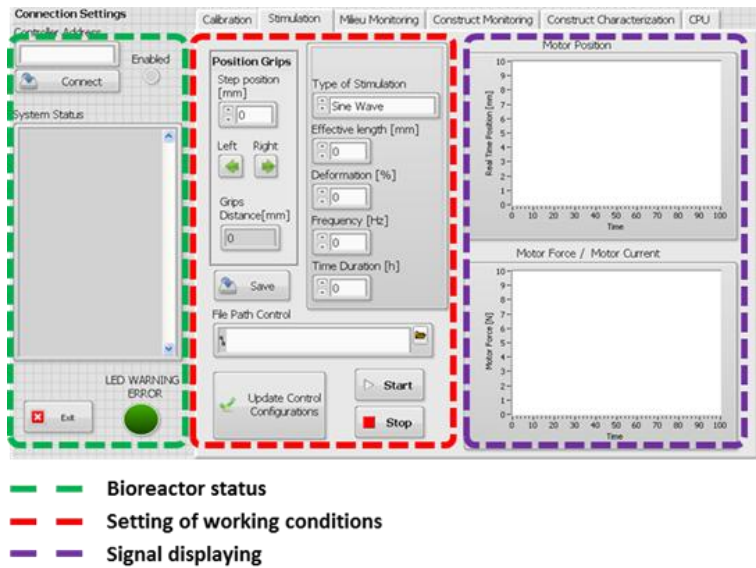 Connection Settings
Controller Address
Enabled
Connect
System Status
LED WARNING
ERROR
Exit
Calibration
Stimulation
Milieu Monitoring
Construct Monitoring
Construct Characterization
CPU
Position Grips
Step position
[mm]
0
Left
Right
Grips
Distance[mm]
0
Save
Type of Stimulation
Sine Wave
Effective length [mm]
0
Deformation [%]
0
Frequency [Hz]
0
Time Duration [h]
0
File Path Control
Update Control
Configurations
Start
Stop
Motor Position
Real Time Position [mm]
10
9
8
7
6
5
4
3
2
1
0
0 10 20 30 40 50 60 70 80 90 100
Time
Motor Force / Motor Current
Motor Force [N]
10
9
8
7
6
5
4
3
2
1
0
0 10 20 30 40 50 60 70 80 90 100
Time
Bioreactor status
Setting of working conditions
Signal displaying